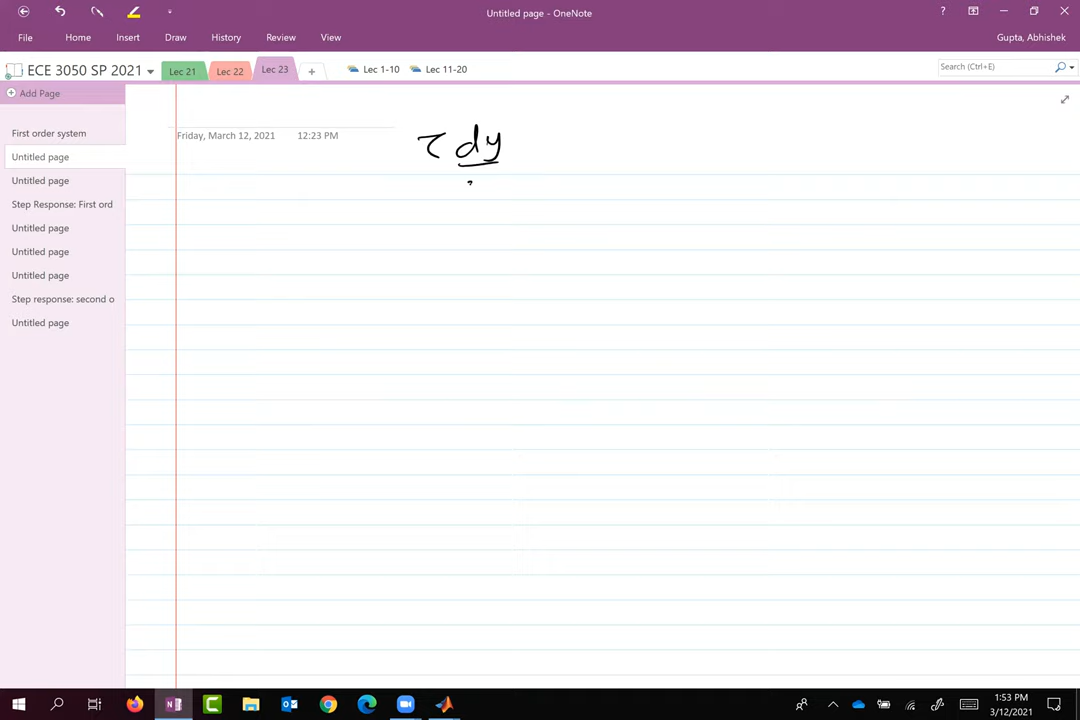 Untitled page - OneNote
?
File Home Insert Draw History Review View
Gupta, Abhishek
ECE 3050 SP 2021
Lec 21
Lec 22
Lec 23
+
Lec 1-10
Lec 11-20
Search (Ctrl+E)
Add Page
First order system
Untitled page
Untitled page
Step Response: First ord
Untitled page
Untitled page
Untitled page
Step response: second o
Untitled page
Friday, March 12, 2021 12:23 PM
τ dy
1:53 PM
3/12/2021